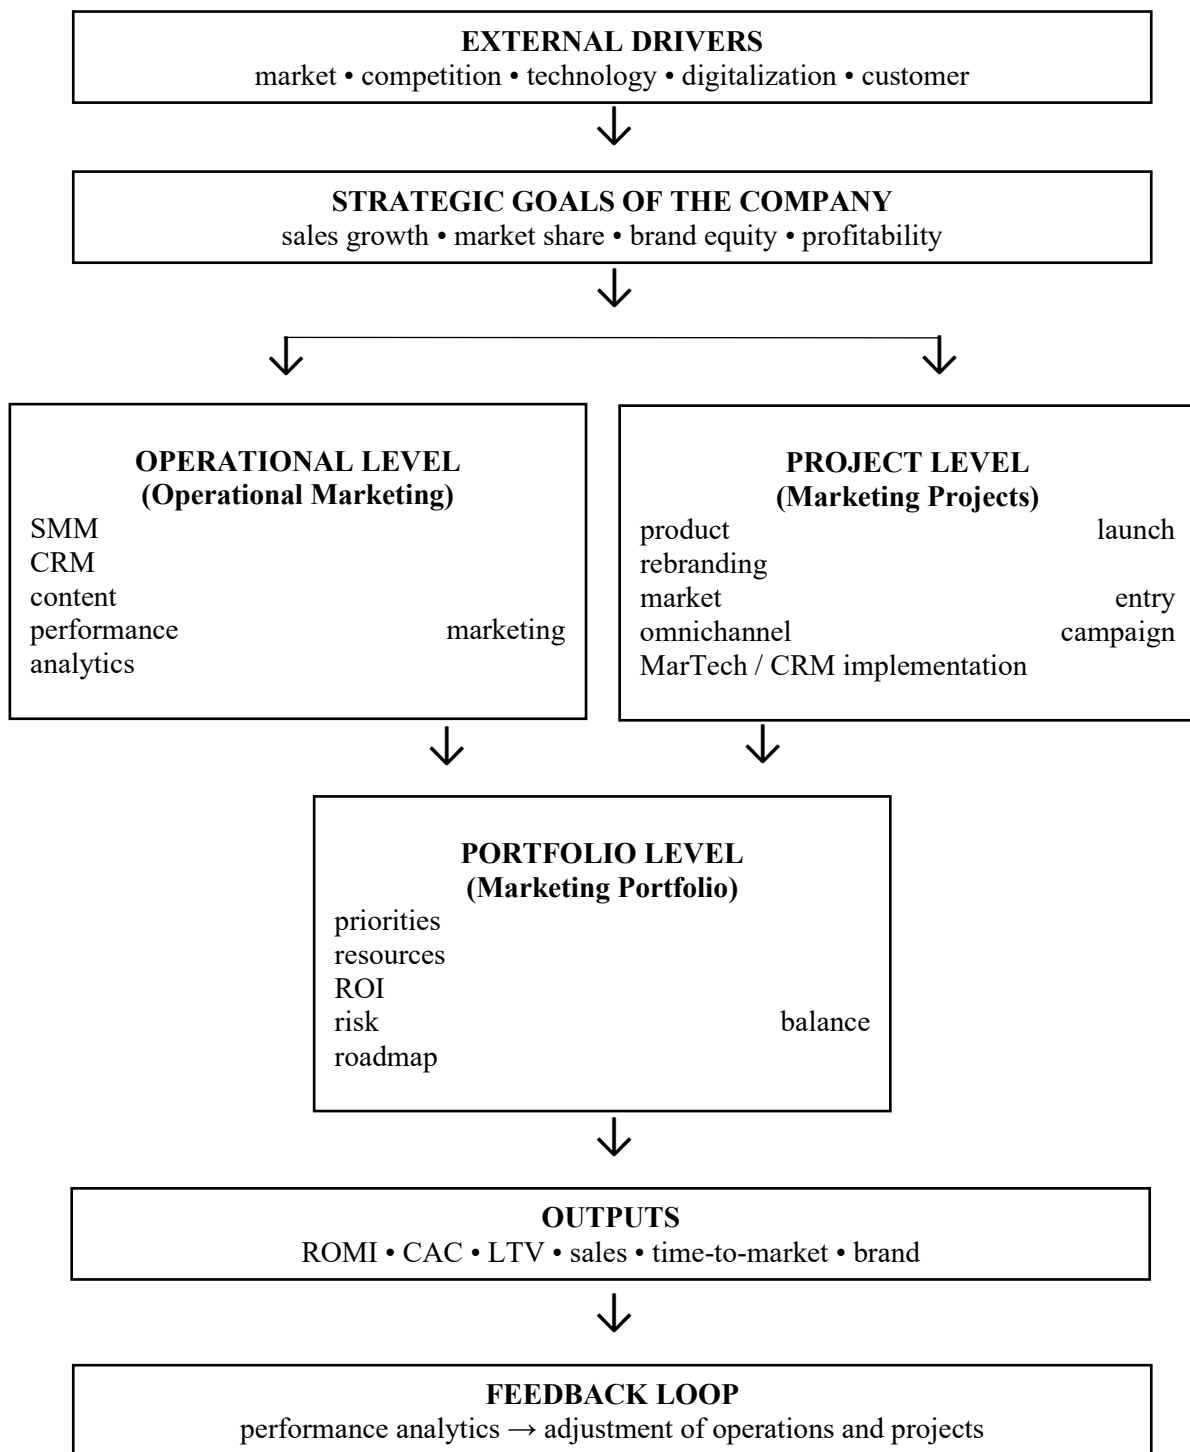 EXTERNAL DRIVERS
market • competition • technology • digitalization • customer
STRATEGIC GOALS OF THE COMPANY
sales growth • market share • brand equity • profitability
OPERATIONAL LEVEL
(Operational Marketing)
SMM
CRM
content
performance marketing
analytics
PROJECT LEVEL
(Marketing Projects)
product launch
rebranding
market entry
omnichannel campaign
MarTech / CRM implementation
PORTFOLIO LEVEL
(Marketing Portfolio)
priorities
resources
ROI
risk balance
roadmap
OUTPUTS
ROMI • CAC • LTV • sales • time-to-market • brand
FEEDBACK LOOP
performance analytics → adjustment of operations and projects